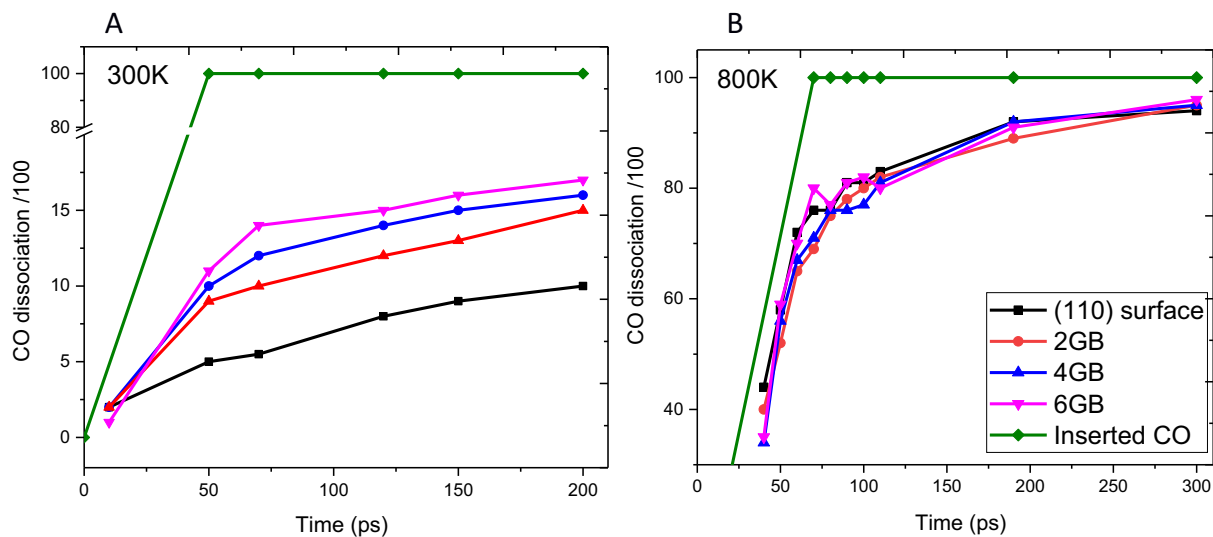 A
300K
100
80
15
10
5
0
CO dissociation /100
0
50
100
150
200
Time (ps)
B
800K
100
80
60
40
CO dissociation /100
0
50
100
150
200
250
300
Time (ps)
(110) surface
2GB
4GB
6GB
Inserted CO